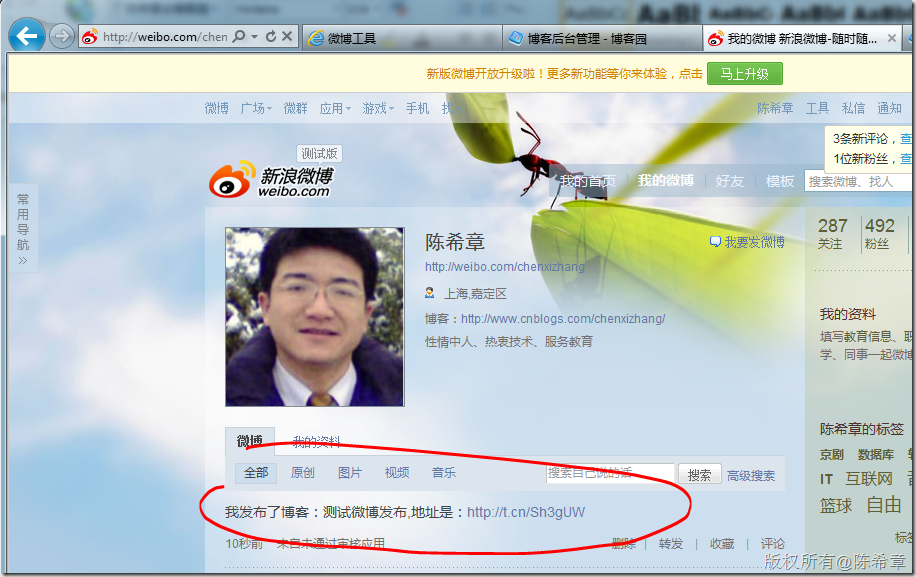 http://weibo.com/chen
微博工具
博客后台管理 - 博客园
我的微博 新浪微博-随时随...
新版微博开放升级啦！更多新功能等你来体验，点击 马上升级
微博 广场 微群 应用 游戏 手机 找
陈希章 工具 私信 通知
3条新评论，查
1位新粉丝，查
测试版
新浪微博
weibo.com
我的首页 我的微博 好友 模板 搜索微博、找人
常用导航
»
陈希章
我要发微博
http://weibo.com/chenxizhang
上海,嘉定区
博客：http://www.cnblogs.com/chenxizhang/
性情中人、热衷技术、服务教育
287 492
关注 粉丝
我的资料
填写教育信息、职
学、同事一起微博
微博 我的资料
全部 原创 图片 视频 音乐 搜索自己说的话 搜索 高级搜索
我发布了博客：测试微博发布,地址是：http://t.cn/Sh3gUW
10秒前 来自未通过审核应用 删除 | 转发 | 收藏 | 评论
陈希章的标签
京剧 数据库
IT 互联网
篮球 自由
标签
版权所有@陈希章